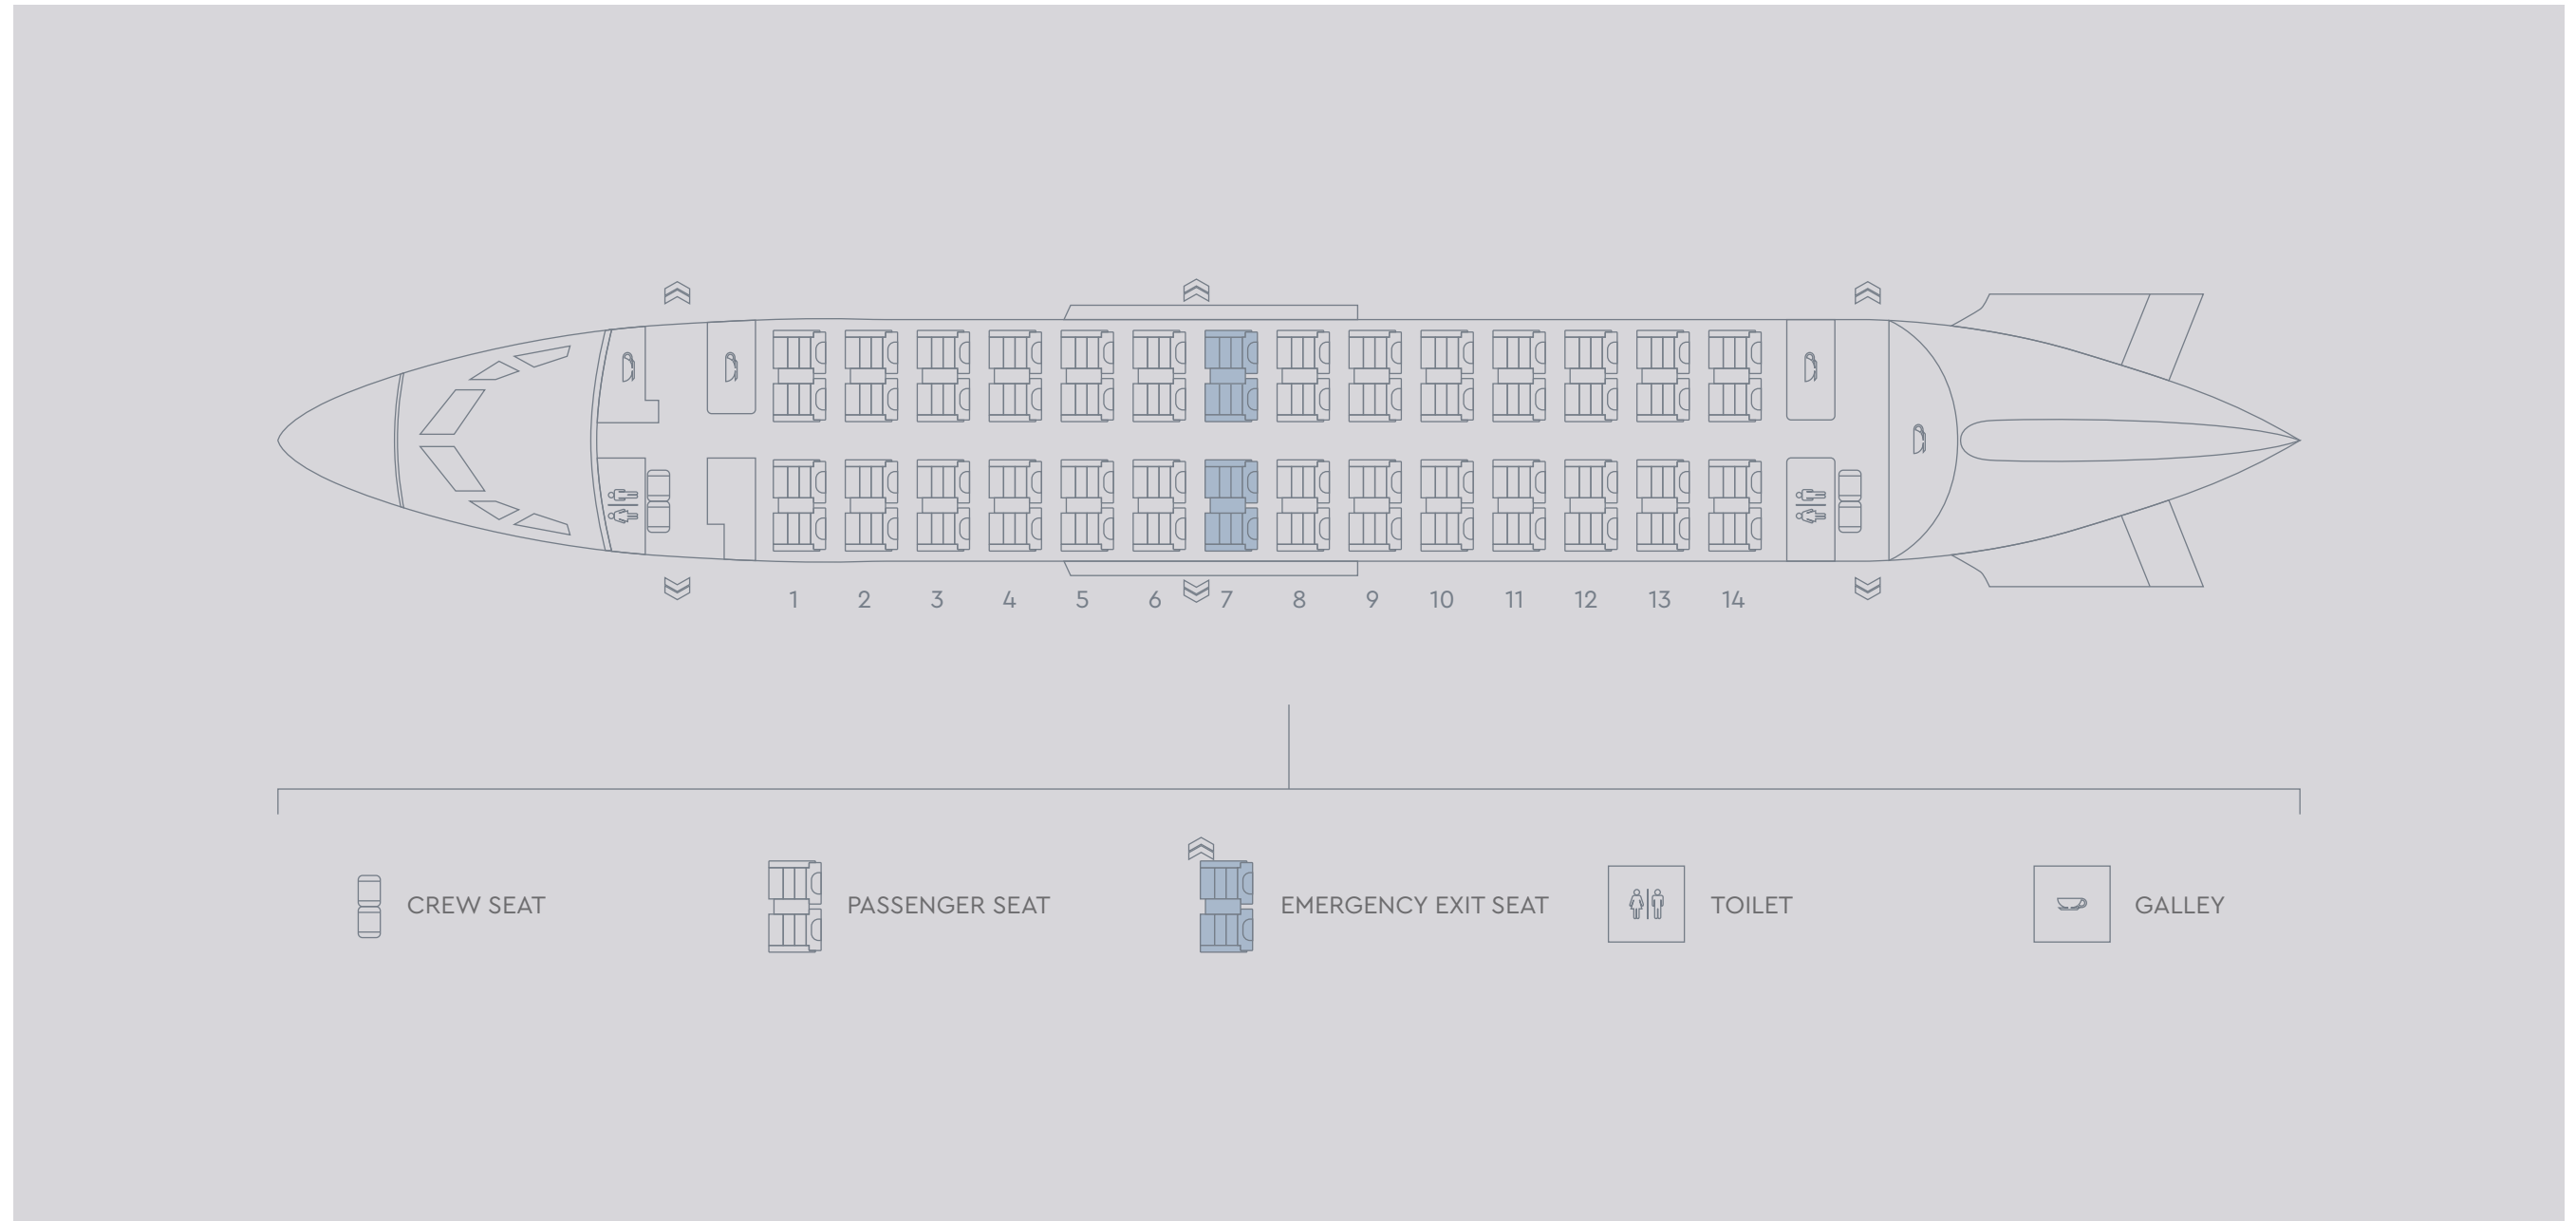 1 2 3 4 5 6 7 8 9 10 11 12 13 14
CREW SEAT PASSENGER SEAT EMERGENCY EXIT SEAT TOILET GALLEY